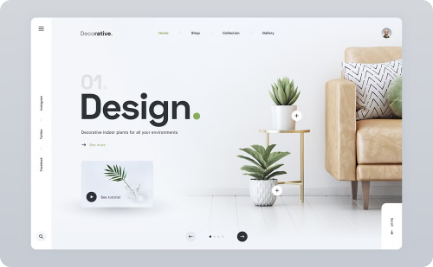 Decorative.
Home
Shop
Collection
Gallery
Instagram
Twitter
Facebook
01.
Design.
Decorative indoor plants for all your environments
See more
See tutorial